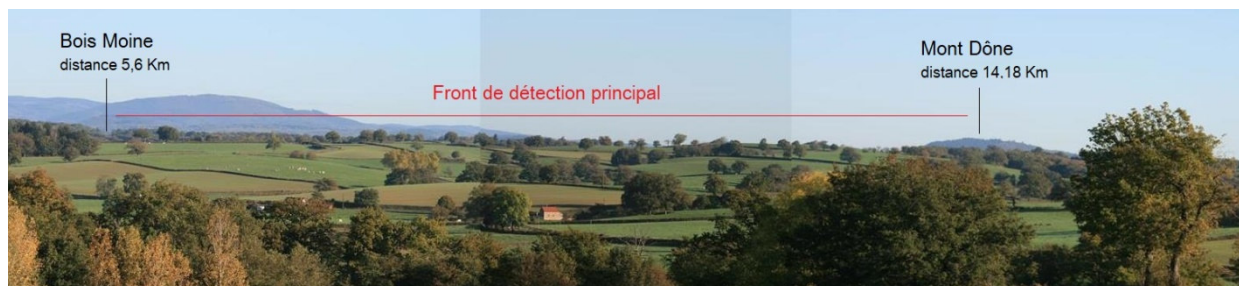 Bois Moine
distance 5,6 Km
Front de détection principal
Mont Dône
distance 14.18 Km